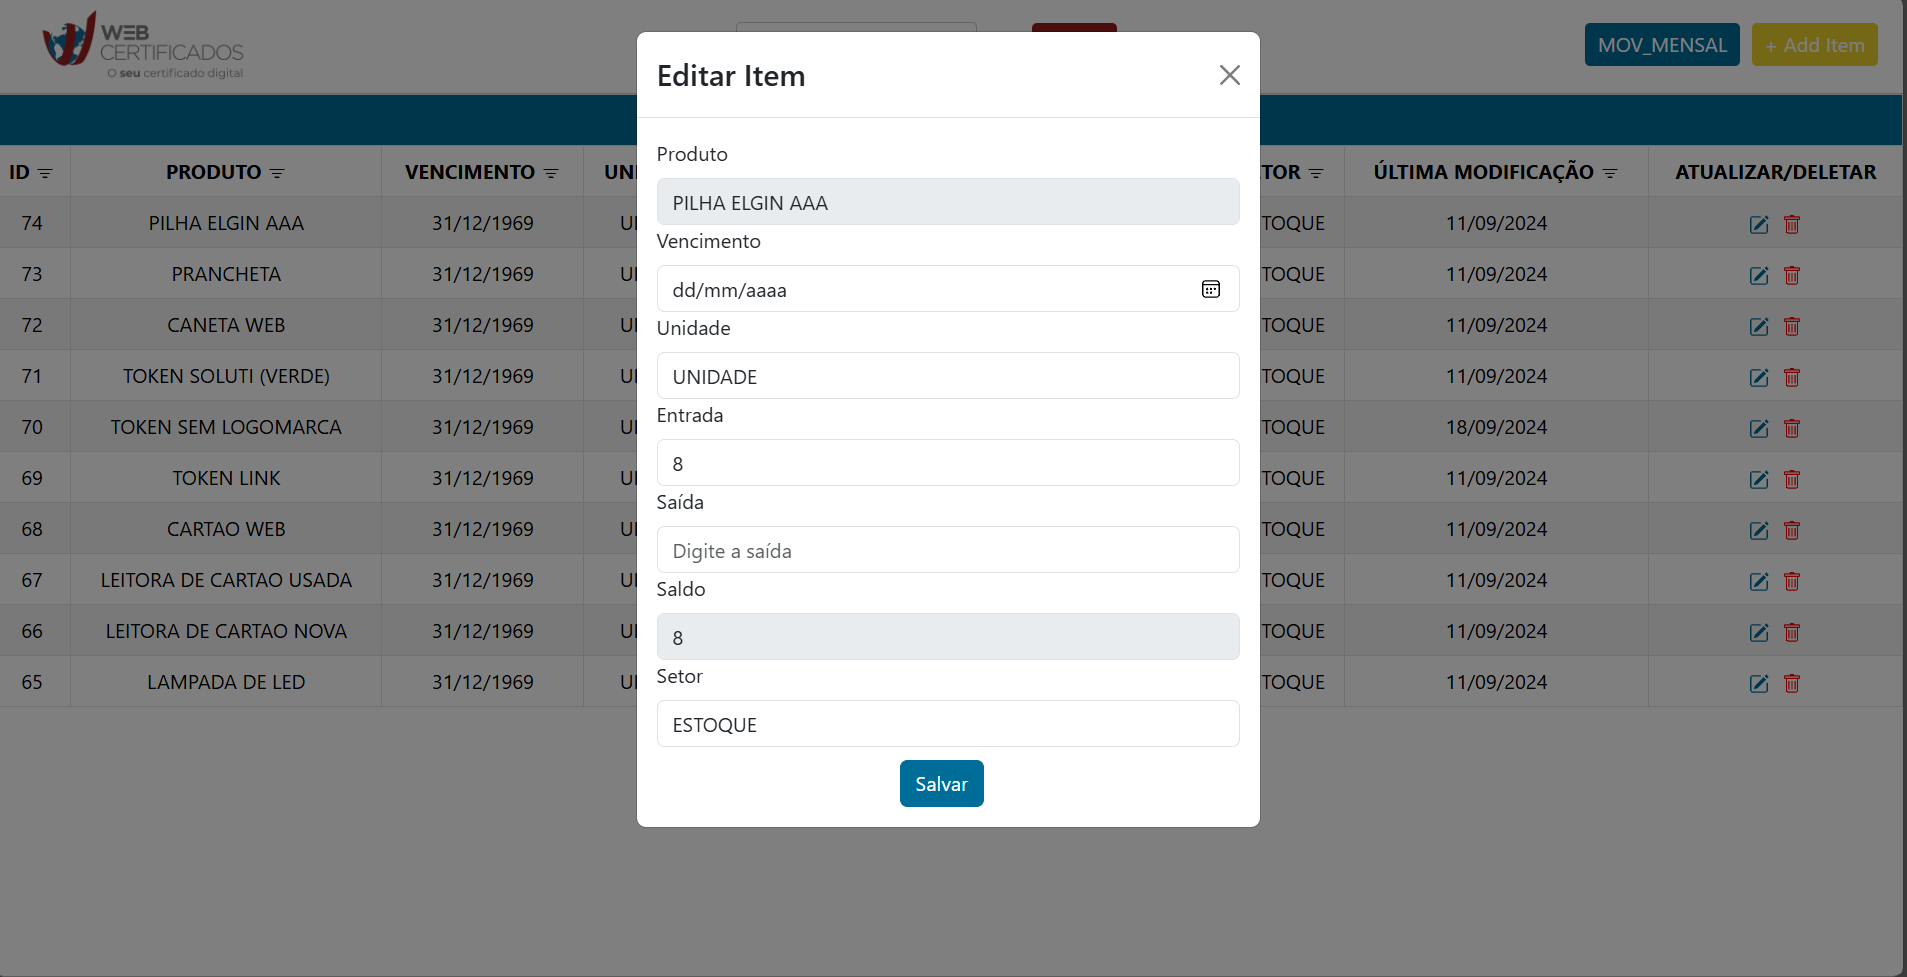 WEB
CERTIFICADOS
O seu certificado digital
MOV_MENSAL
+ Add Item
Editar Item
Produto
PILHA ELGIN AAA
Vencimento
dd/mm/aaaa
Unidade
UNIDADE
Entrada
8
Saída
Digite a saída
Saldo
8
Setor
ESTOQUE
Salvar
ID PRODUTO VENCIMENTO UNI TOR ÚLTIMA MODIFICAÇÃO ATUALIZAR/DELETAR
74 PILHA ELGIN AAA 31/12/1969 UI TOQUE 11/09/2024
73 PRANCHETA 31/12/1969 UI TOQUE 11/09/2024
72 CANETA WEB 31/12/1969 UI TOQUE 11/09/2024
71 TOKEN SOLUTI (VERDE) 31/12/1969 UI TOQUE 11/09/2024
70 TOKEN SEM LOGOMARCA 31/12/1969 UI TOQUE 18/09/2024
69 TOKEN LINK 31/12/1969 UI TOQUE 11/09/2024
68 CARTAO WEB 31/12/1969 UI TOQUE 11/09/2024
67 LEITORA DE CARTAO USADA 31/12/1969 UI TOQUE 11/09/2024
66 LEITORA DE CARTAO NOVA 31/12/1969 UI TOQUE 11/09/2024
65 LAMPADA DE LED 31/12/1969 UI TOQUE 11/09/2024